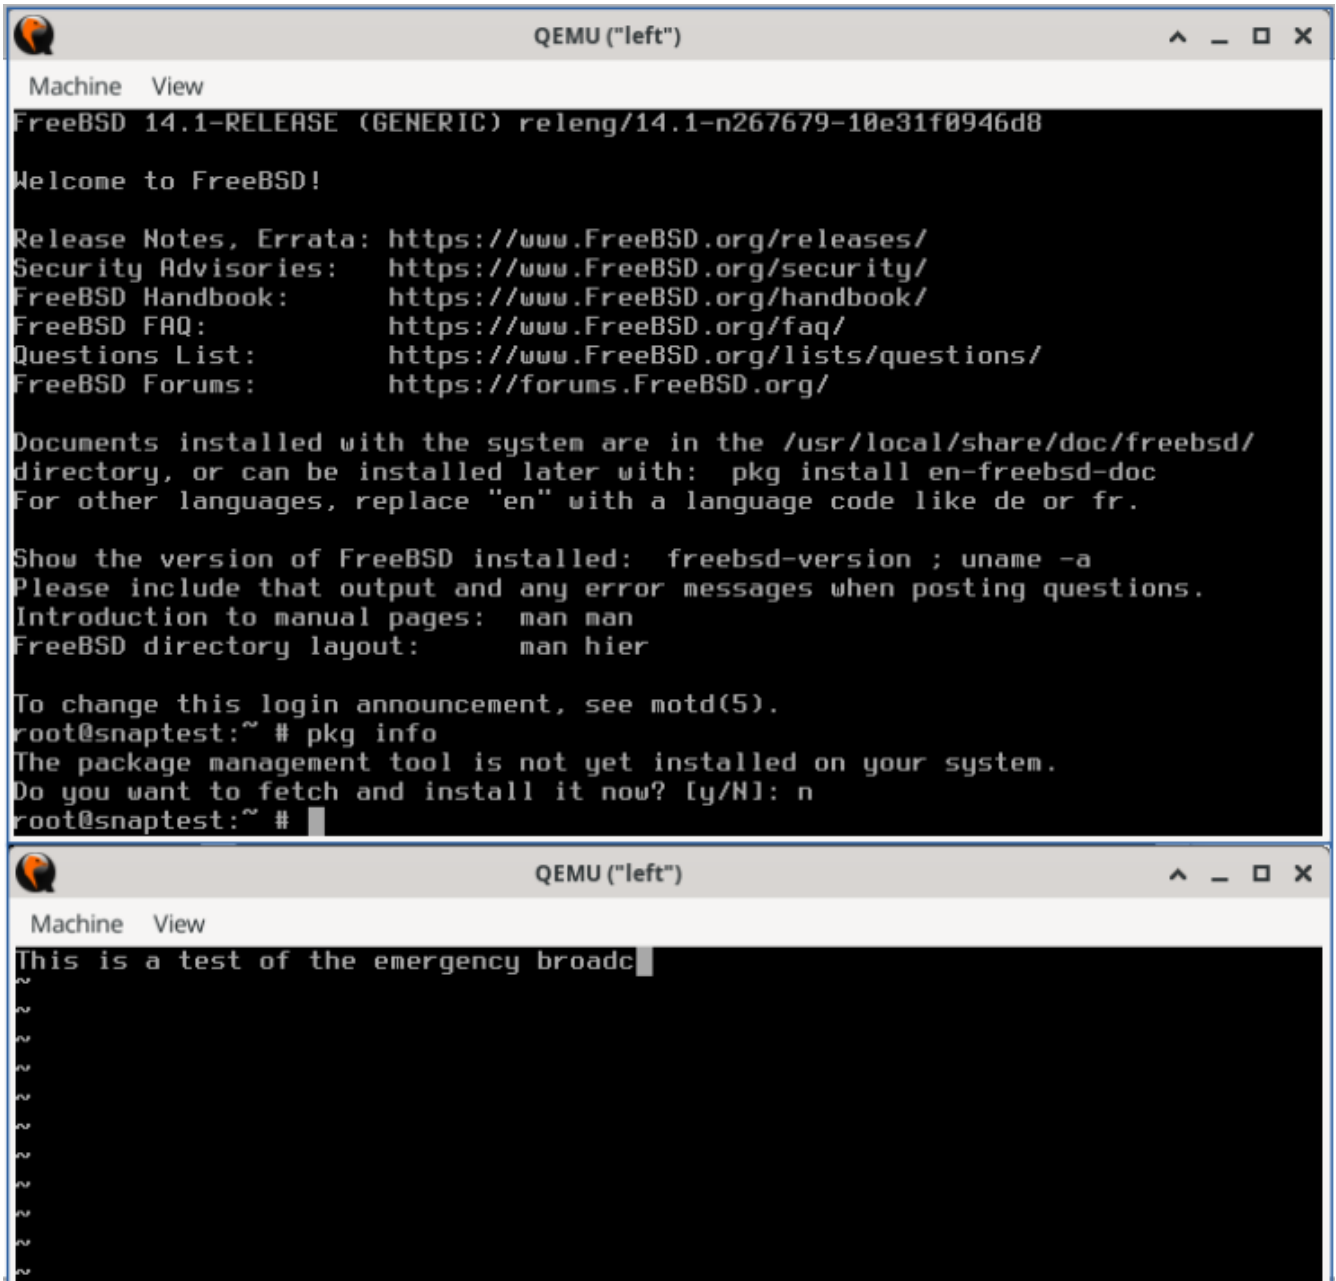 QEMU ("left")
Machine View
FreeBSD 14.1-RELEASE (GENERIC) releng/14.1-n267679-10e31f0946d8
Welcome to FreeBSD!
Release Notes, Errata: https://www.FreeBSD.org/releases/
Security Advisories:   https://www.FreeBSD.org/security/
FreeBSD Handbook:      https://www.FreeBSD.org/handbook/
FreeBSD FAQ:           https://www.FreeBSD.org/faq/
Questions List:        https://www.FreeBSD.org/lists/questions/
FreeBSD Forums:        https://forums.FreeBSD.org/
Documents installed with the system are in the /usr/local/share/doc/freebsd/
directory, or can be installed later with:  pkg install en-freebsd-doc
For other languages, replace "en" with a language code like de or fr.
Show the version of FreeBSD installed:  freebsd-version ; uname -a
Please include that output and any error messages when posting questions.
Introduction to manual pages:  man man
FreeBSD directory layout:      man hier
To change this login announcement, see motd(5).
root@snaptest:~ # pkg info
The package management tool is not yet installed on your system.
Do you want to fetch and install it now? [y/N]: n
root@snaptest:~ #
QEMU ("left")
Machine View
This is a test of the emergency broadc
~
~
~
~
~
~
~
~
~
~
~